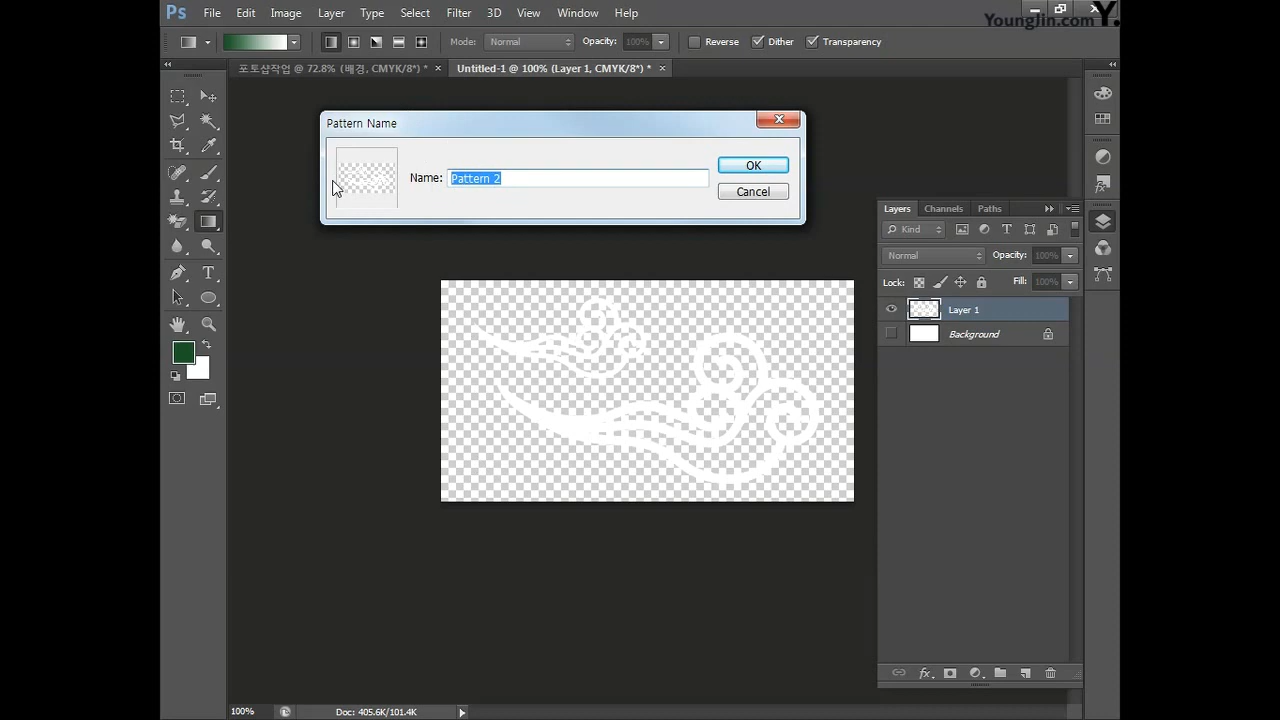 Ps File Edit Image Layer Type Select Filter 3D View Window Help
YoungJin.com Y.
Mode: Normal Opacity: 100% Reverse Dither Transparency
포토샵작업 @ 72.8% (배경, CMYK/8*) * × Untitled-1 @ 100% (Layer 1, CMYK/8*) * ×
Pattern Name
Name: Pattern 2
OK
Cancel
Layers Channels Paths
Kind
Normal Opacity: 100%
Lock: Fill: 100%
Layer 1
Background
100% Doc: 405.6K/101.4K